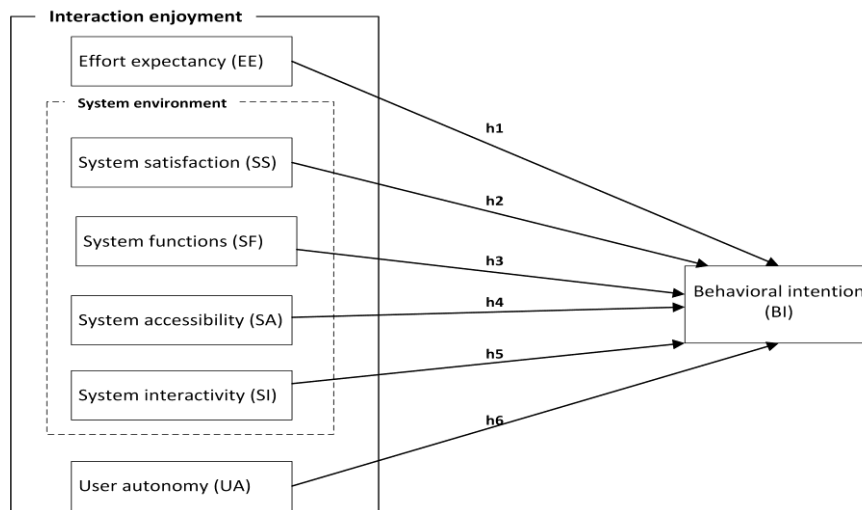 Interaction enjoyment
Effort expectancy (EE)
System environment
h1
System satisfaction (SS)
h2
System functions (SF)
h3
Behavioral intention
(BI)
h4
System accessibility (SA)
h5
System interactivity (SI)
h6
User autonomy (UA)